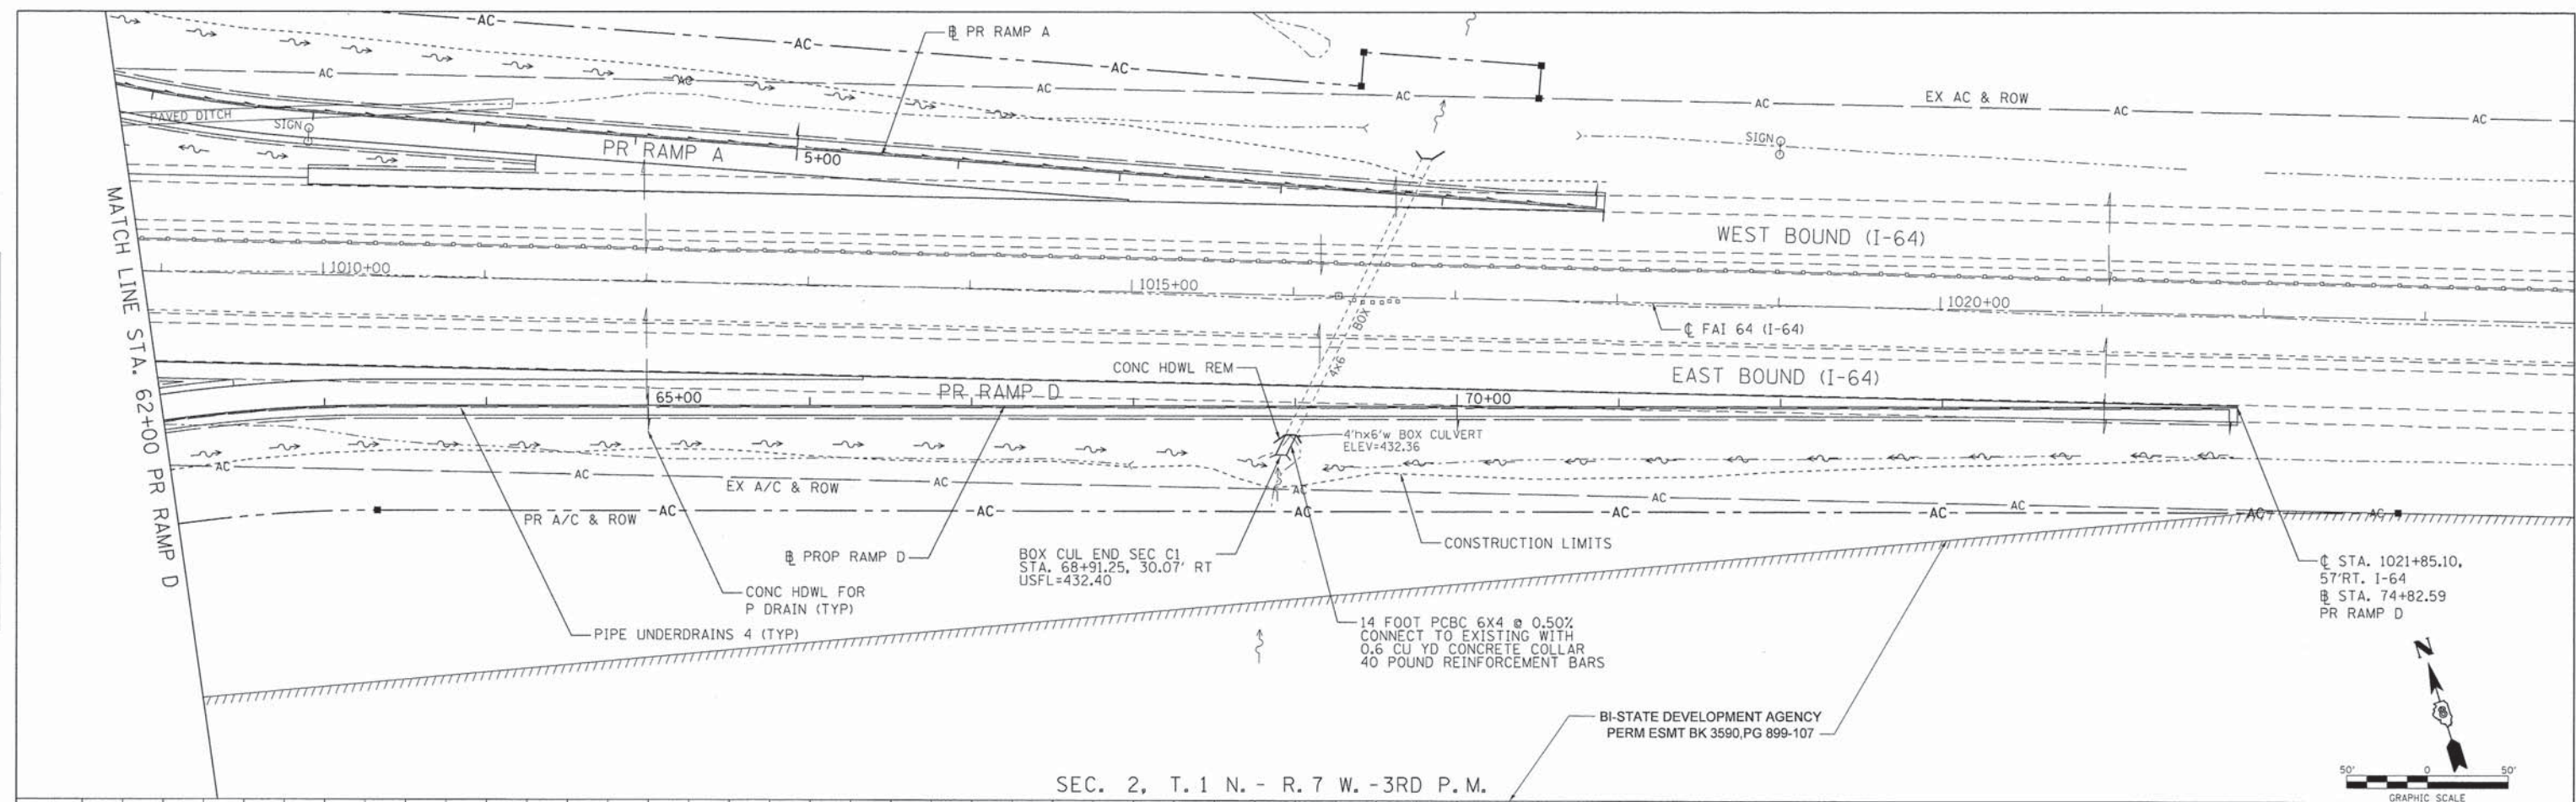 AC
AC
AC
AC
AC
AC
AC
AC
AC
AC
AC
℄ PR RAMP A
EX AC & ROW
PAVED DITCH
SIGN
SIGN
PR RAMP A
5+00
WEST BOUND (I-64)
1010+00
1015+00
1020+00
BOX
4x6
℄ FAI 64 (I-64)
MATCH LINE STA. 62+00 PR RAMP D
CONC HDWL REM
EAST BOUND (I-64)
PR RAMP D
65+00
70+00
4'hx6'w BOX CULVERT
ELEV=432.36
AC
AC
AC
AC
AC
AC
EX A/C & ROW
PR A/C & ROW
AC
AC
AC
AC
AC
AC
AC
℄ PROP RAMP D
BOX CUL END SEC C1
STA. 68+91.25, 30.07' RT
USFL=432.40
CONSTRUCTION LIMITS
CONC HDWL FOR
P DRAIN (TYP)
PIPE UNDERDRAINS 4 (TYP)
14 FOOT PCBC 6X4 @ 0.50%
CONNECT TO EXISTING WITH
0.6 CU YD CONCRETE COLLAR
40 POUND REINFORCEMENT BARS
℄ STA. 1021+85.10,
57'RT. I-64
℄ STA. 74+82.59
PR RAMP D
BI-STATE DEVELOPMENT AGENCY
PERM ESMT BK 3590,PG 899-107
SEC. 2, T. 1 N. - R. 7 W. -3RD P. M.
N
50'
0
50'
GRAPHIC SCALE